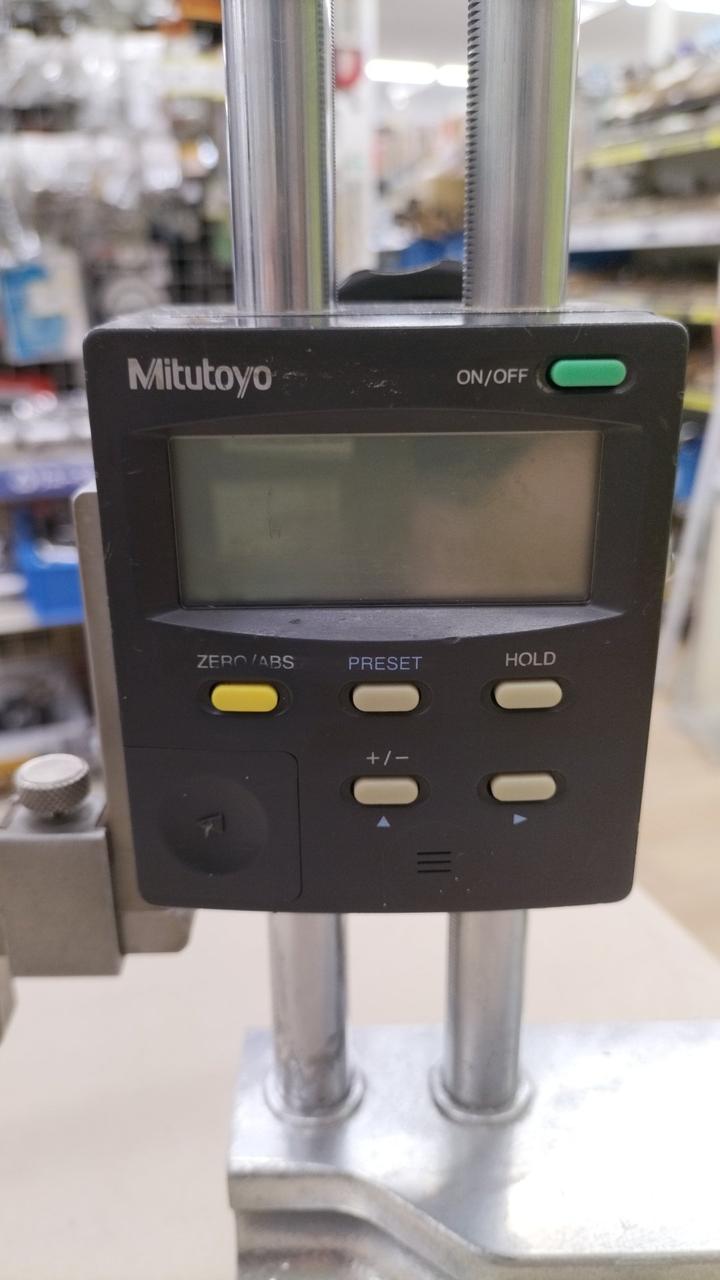 Mitutoyo
ON/OFF
ZERO/ABS
PRESET
HOLD
+/-